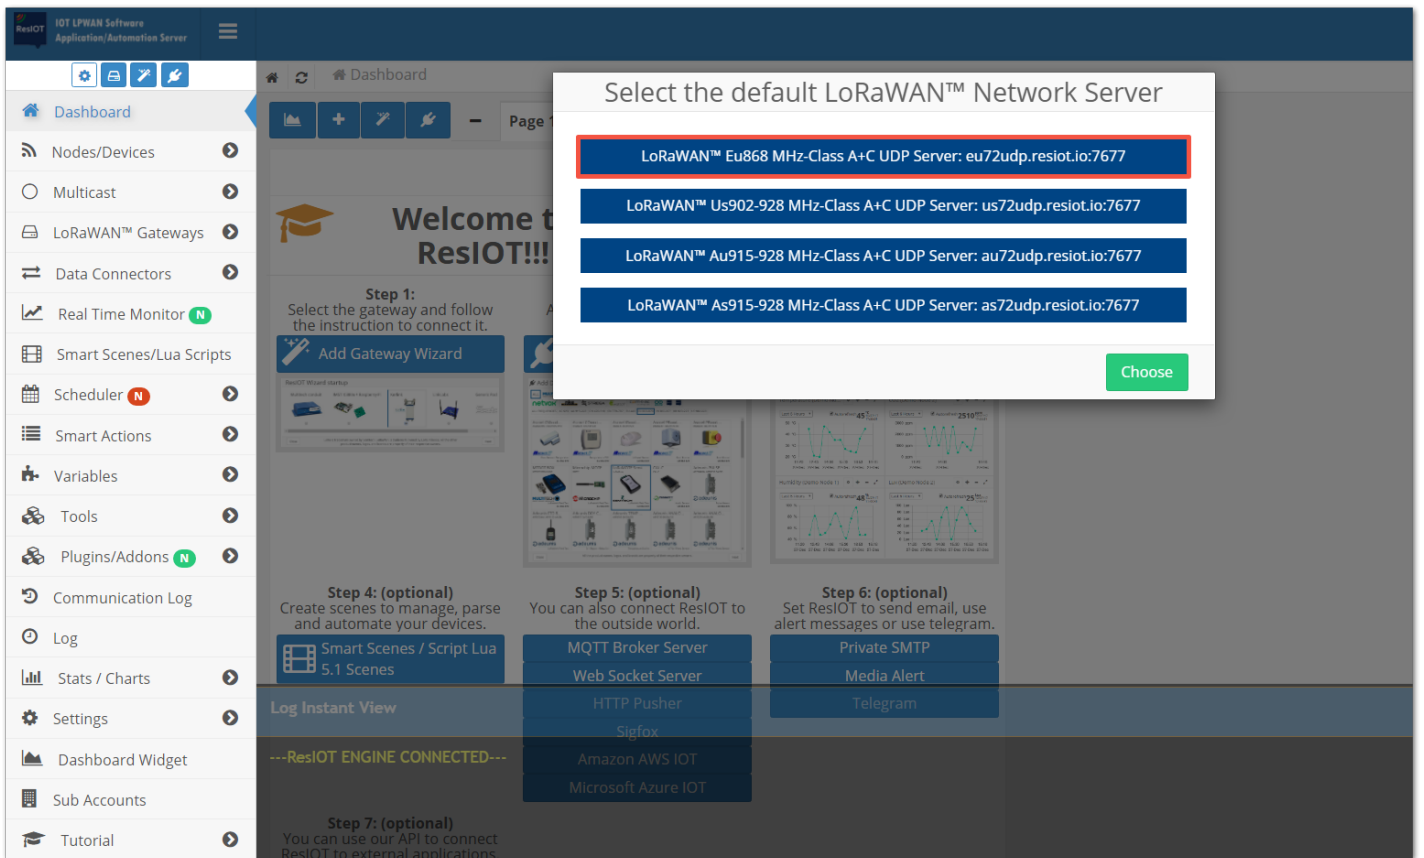 ResIOT
IOT LPWAN Software
Application/Automation Server
Dashboard
Nodes/Devices
Multicast
LoRaWAN™ Gateways
Data Connectors
Real Time Monitor N
Smart Scenes/Lua Scripts
Scheduler N
Smart Actions
Variables
Tools
Plugins/Addons N
Communication Log
Log
Stats / Charts
Settings
Dashboard Widget
Sub Accounts
Tutorial
Dashboard
Page 1
Select the default LoRaWAN™ Network Server
LoRaWAN™ Eu868 MHz-Class A+C UDP Server: eu72udp.resiot.io:7677
LoRaWAN™ Us902-928 MHz-Class A+C UDP Server: us72udp.resiot.io:7677
LoRaWAN™ Au915-928 MHz-Class A+C UDP Server: au72udp.resiot.io:7677
LoRaWAN™ As915-928 MHz-Class A+C UDP Server: as72udp.resiot.io:7677
Choose
Welcome t
ResIOT!!!
Step 1:
Select the gateway and follow
the instruction to connect it.
Add Gateway Wizard
ResIOT Wizard startup
Step 4: (optional)
Create scenes to manage, parse
and automate your devices.
Smart Scenes / Script Lua
5.1 Scenes
Step 5: (optional)
You can also connect ResIOT to
the outside world.
MQTT Broker Server
Web Socket Server
HTTP Pusher
Sigfox
Amazon AWS IOT
Microsoft Azure IOT
Step 6: (optional)
Set ResIOT to send email, use
alert messages or use telegram.
Private SMTP
Media Alert
Telegram
Log Instant View
---ResIOT ENGINE CONNECTED---
Step 7: (optional)
You can use our API to connect
ResIOT to external applications